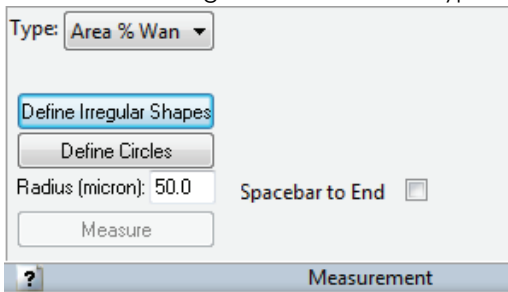 Type: Area % Wan
Define Irregular Shapes
Define Circles
Radius (micron): 50.0 Spacebar to End
Measure
? Measurement